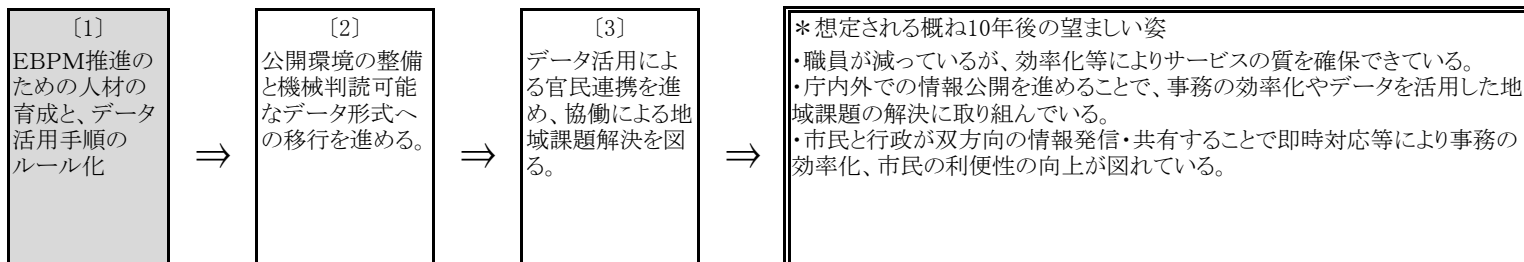 〔1〕
EBPM推進の
ための人材の
育成と、データ
活用手順の
ルール化
⇒
〔2〕
公開環境の整備
と機械判読可能
なデータ形式へ
の移行を進める。
⇒
〔3〕
データ活用によ
る官民連携を進
め、協働による地
域課題解決を図
る。
⇒
＊想定される概ね10年後の望ましい姿
・職員が減っているが、効率化等によりサービスの質を確保できている。
・庁内外での情報公開を進めることで、事務の効率化やデータを活用した地
域課題の解決に取り組んでいる。
・市民と行政が双方向の情報発信・共有することで即時対応等により事務の
効率化、市民の利便性の向上が図れている。